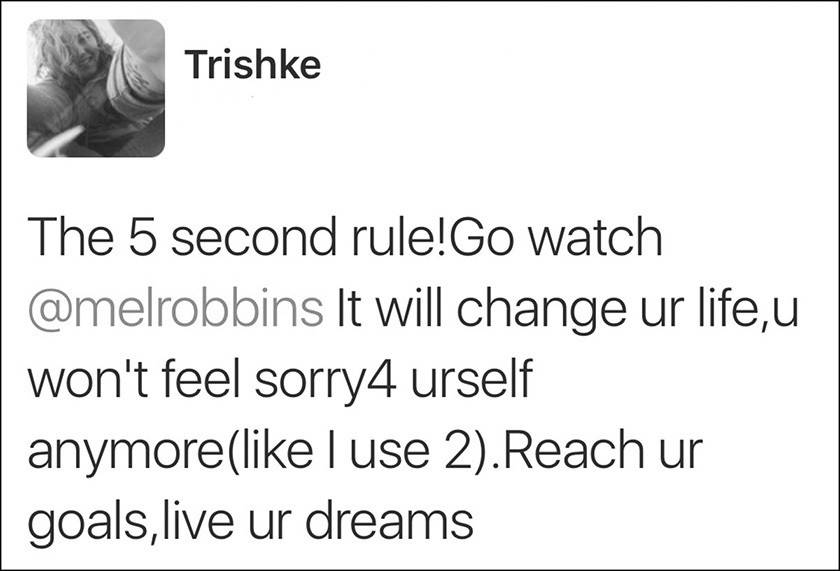 Trishke
The 5 second rule!Go watch
@melrobbins It will change ur life,u
won't feel sorry4 urself
anymore(like I use 2).Reach ur
goals,live ur dreams